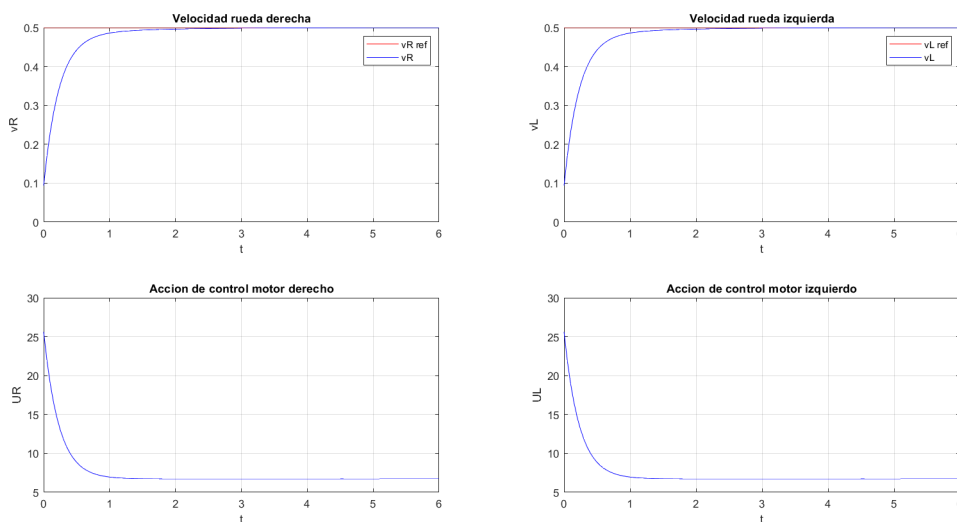 Velocidad rueda derecha
0.5
0.4
0.3
0.2
0.1
0
vR
vR ref
vR
0 1 2 3 4 5 6
t
Velocidad rueda izquierda
0.5
0.4
0.3
0.2
0.1
0
vL
vL ref
vL
0 1 2 3 4 5
t
Accion de control motor derecho
30
25
20
15
10
5
UR
0 1 2 3 4 5 6
t
Accion de control motor izquierdo
30
25
20
15
10
5
UL
0 1 2 3 4 5
t